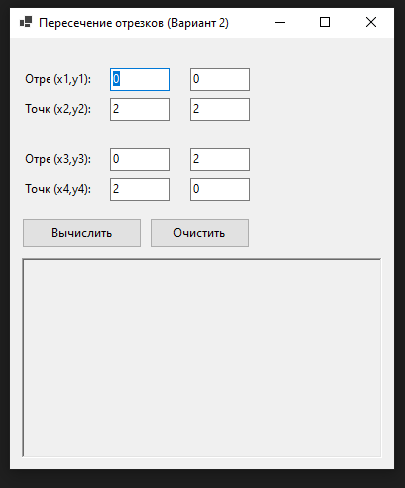 Пересечение отрезков (Вариант 2)
Отре (x1,y1): 0 0
Точк (x2,y2): 2 2
Отре (x3,y3): 0 2
Точк (x4,y4): 2 0
Вычислить Очистить